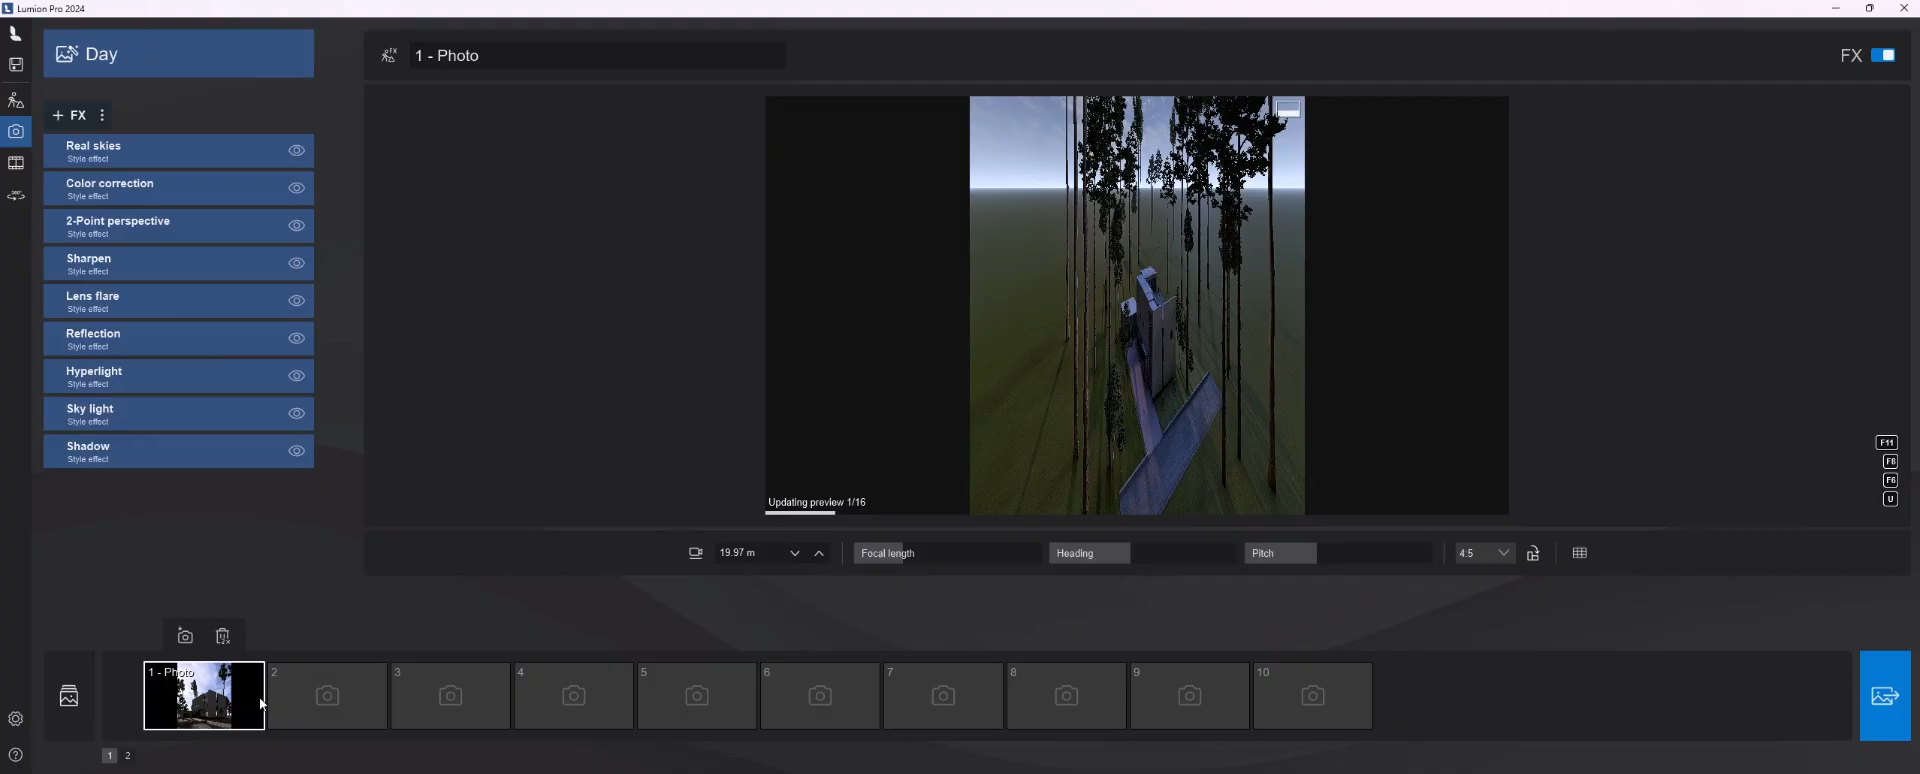 Lumion Pro 2024
Day
1 - Photo
FX
+ FX
Real skies
Style effect
Color correction
Style effect
2-Point perspective
Style effect
Sharpen
Style effect
Lens flare
Style effect
Reflection
Style effect
Hyperlight
Style effect
Sky light
Style effect
Shadow
Style effect
Updating preview 1/16
F11
F8
F6
U
19.97 m
Focal length
Heading
Pitch
4:5
1 - Photo
2
3
4
5
6
7
8
9
10
1 2